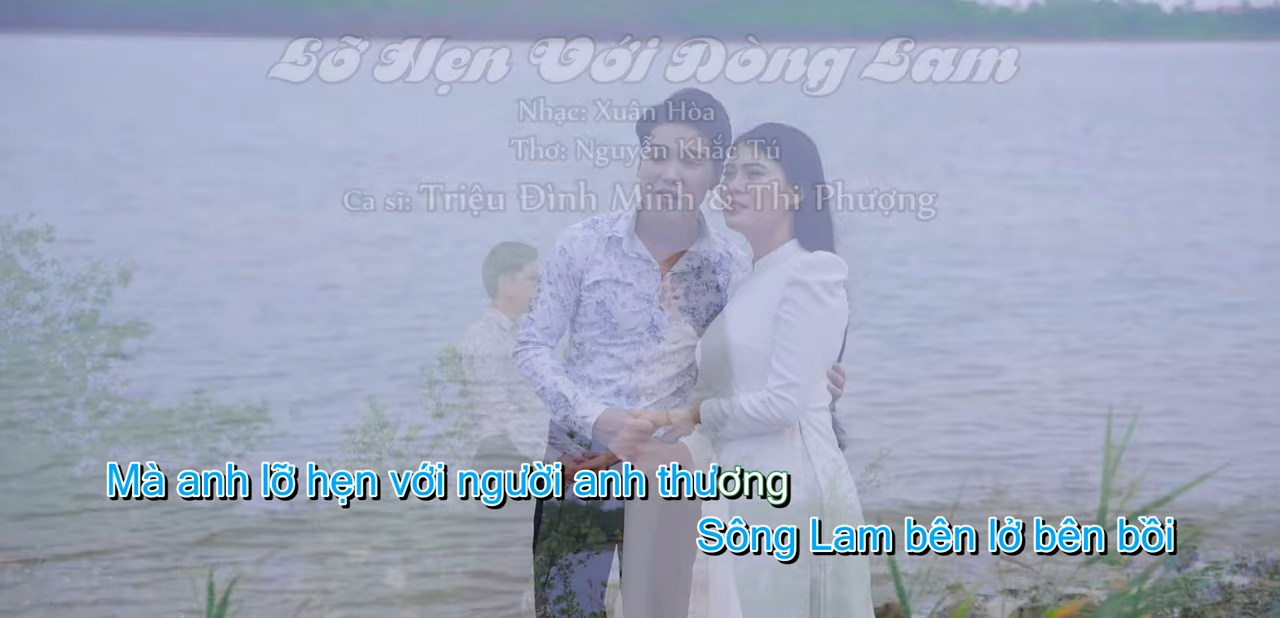 Lỡ Hẹn Với Dòng Lam
Nhạc: Xuân Hòa
Thơ: Nguyễn Khắc Tú
Ca sĩ: Triệu Đình Minh & Thi Phượng
Mà anh lỡ hẹn với người anh thương
Sông Lam bên lở bên bồi